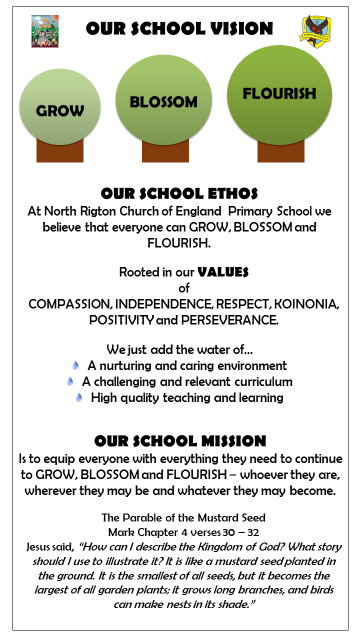 OUR SCHOOL VISION
GROW
BLOSSOM
FLOURISH
OUR SCHOOL ETHOS
At North Rigton Church of England Primary School we
believe that everyone can GROW, BLOSSOM and
FLOURISH.
Rooted in our VALUES
of
COMPASSION, INDEPENDENCE, RESPECT, KOINONIA,
POSITIVITY and PERSEVERANCE.
We just add the water of...
A nurturing and caring environment
A challenging and relevant curriculum
High quality teaching and learning
OUR SCHOOL MISSION
Is to equip everyone with everything they need to continue
to GROW, BLOSSOM and FLOURISH – whoever they are,
wherever they may be and whatever they may become.
The Parable of the Mustard Seed
Mark Chapter 4 verses 30 – 32
Jesus said, “How can I describe the Kingdom of God? What story
should I use to illustrate it? It is like a mustard seed planted in
the ground. It is the smallest of all seeds, but it becomes the
largest of all garden plants; it grows long branches, and birds
can make nests in its shade.”